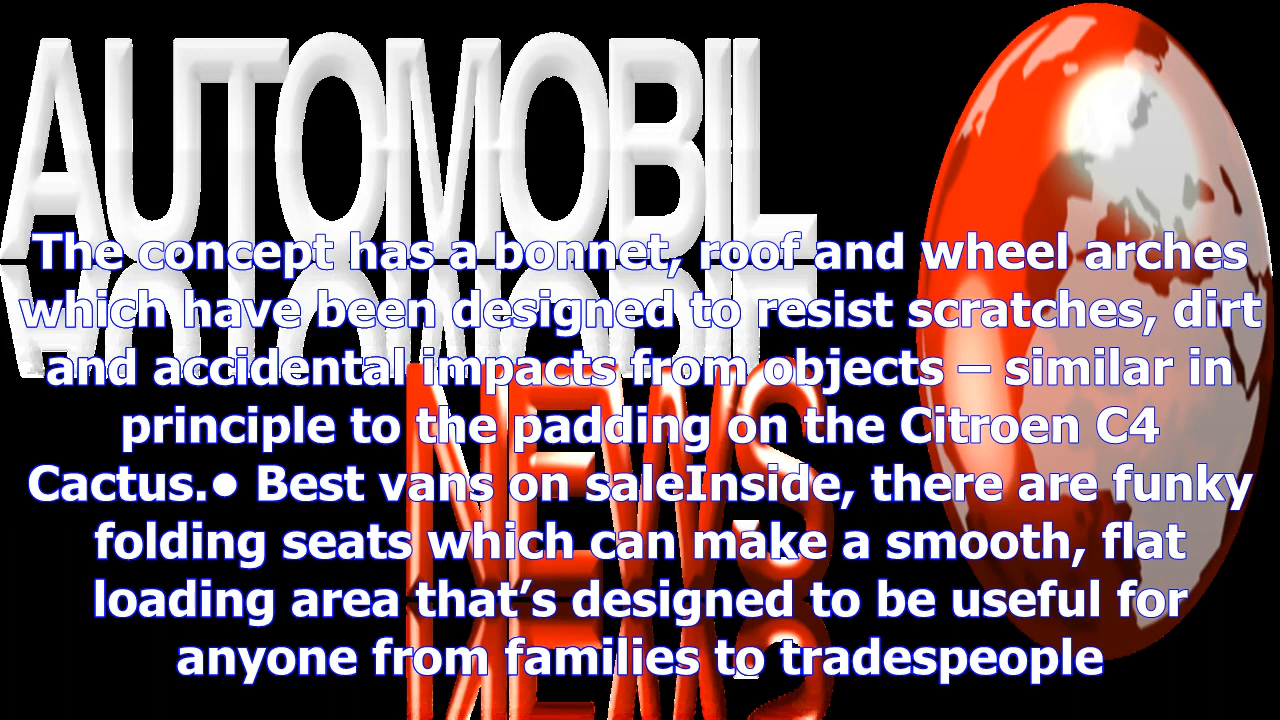 AUTOMOBIL
The concept has a bonnet, roof and wheel arches
which have been designed to resist scratches, dirt
and accidental impacts from objects – similar in
principle to the padding on the Citroen C4
Cactus.● Best vans on saleInside, there are funky
folding seats which can make a smooth, flat
loading area that’s designed to be useful for
anyone from families to tradespeople
NEWS